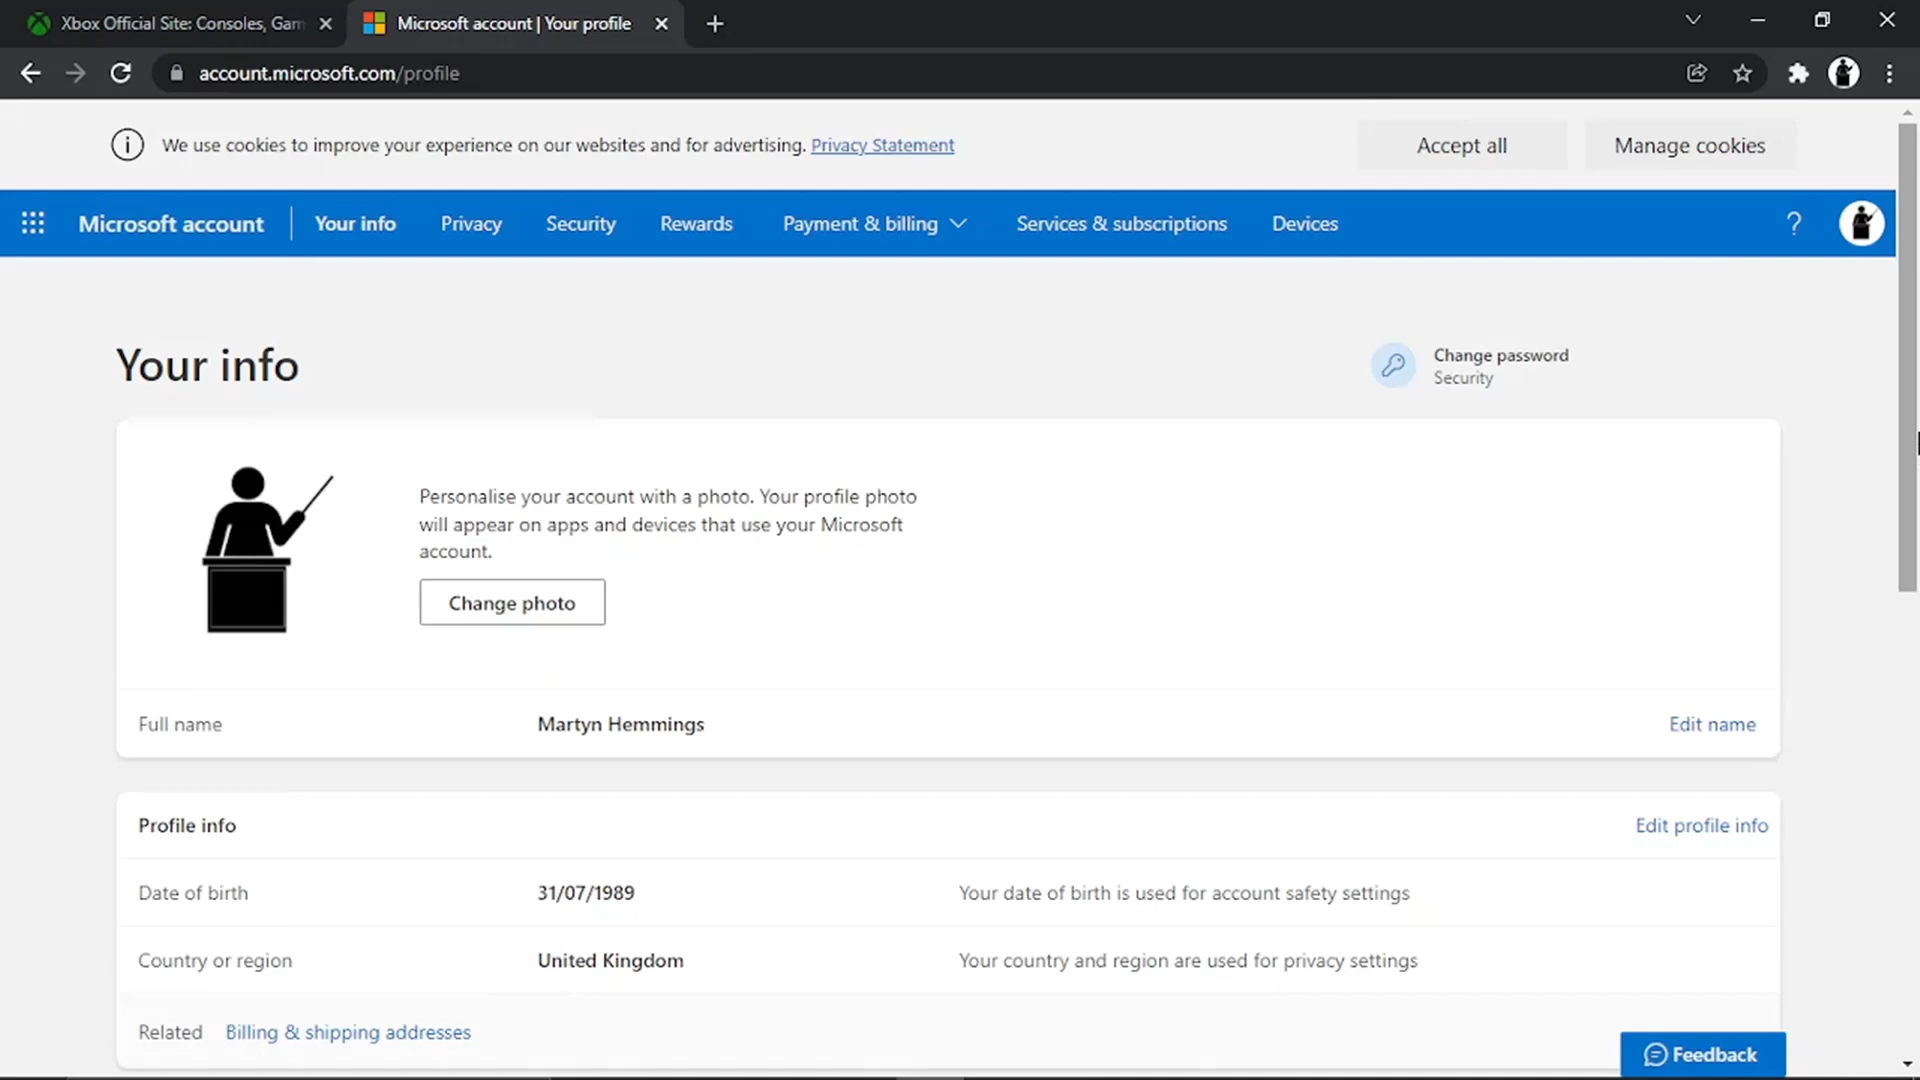 Xbox Official Site: Consoles, Gam
Microsoft account | Your profile
account.microsoft.com/profile
We use cookies to improve your experience on our websites and for advertising. Privacy Statement
Accept all
Manage cookies
Microsoft account
Your info
Privacy
Security
Rewards
Payment & billing
Services & subscriptions
Devices
?
Your info
Change password
Security
Personalise your account with a photo. Your profile photo
will appear on apps and devices that use your Microsoft
account.
Change photo
Full name
Martyn Hemmings
Edit name
Profile info
Edit profile info
Date of birth
31/07/1989
Your date of birth is used for account safety settings
Country or region
United Kingdom
Your country and region are used for privacy settings
Related
Billing & shipping addresses
Feedback